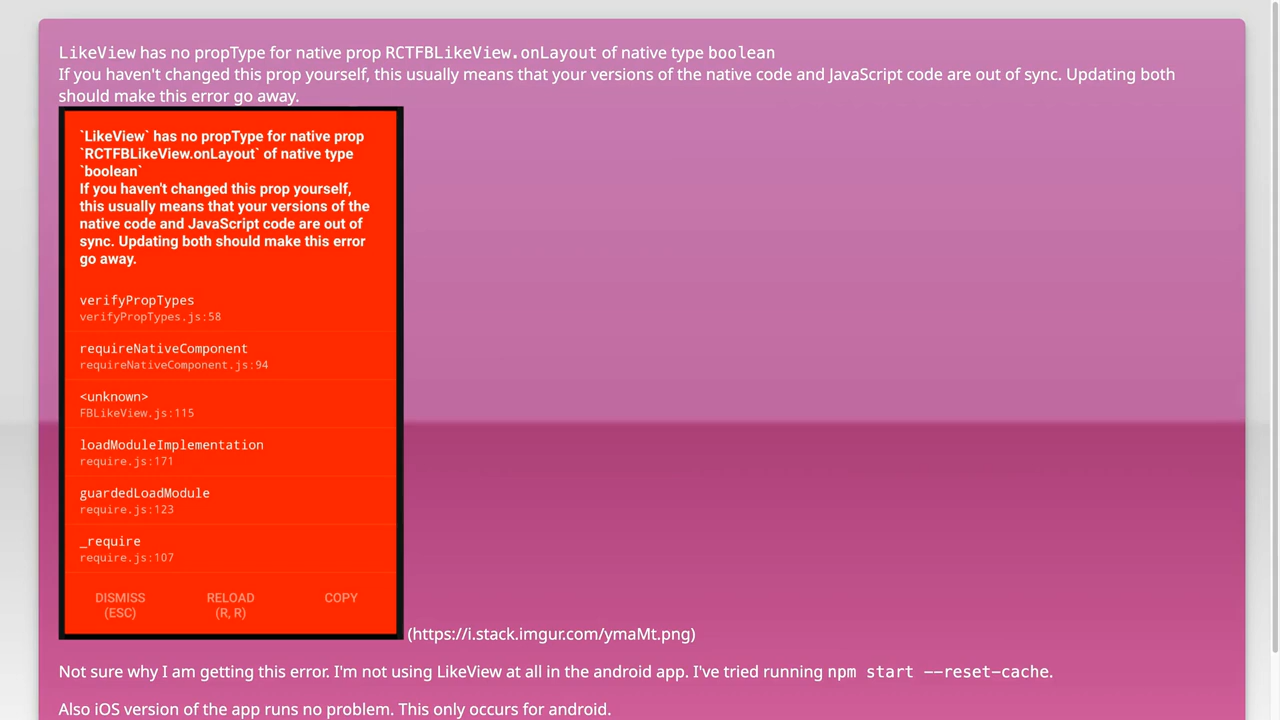 LikeView has no propType for native prop RCTFBLikeView.onLayout of native type boolean
If you haven't changed this prop yourself, this usually means that your versions of the native code and JavaScript code are out of sync. Updating both
should make this error go away.
`LikeView` has no propType for native prop
`RCTFBLikeView.onLayout` of native type
`boolean`
If you haven't changed this prop yourself,
this usually means that your versions of the
native code and JavaScript code are out of
sync. Updating both should make this error
go away.
verifyPropTypes
verifyPropTypes.js:58
requireNativeComponent
requireNativeComponent.js:94
<unknown>
FBLikeView.js:115
loadModuleImplementation
require.js:171
guardedLoadModule
require.js:123
_require
require.js:107
DISMISS RELOAD COPY
(ESC) (R, R)
(https://i.stack.imgur.com/ymaMt.png)
Not sure why I am getting this error. I'm not using LikeView at all in the android app. I've tried running npm start --reset-cache.
Also iOS version of the app runs no problem. This only occurs for android.